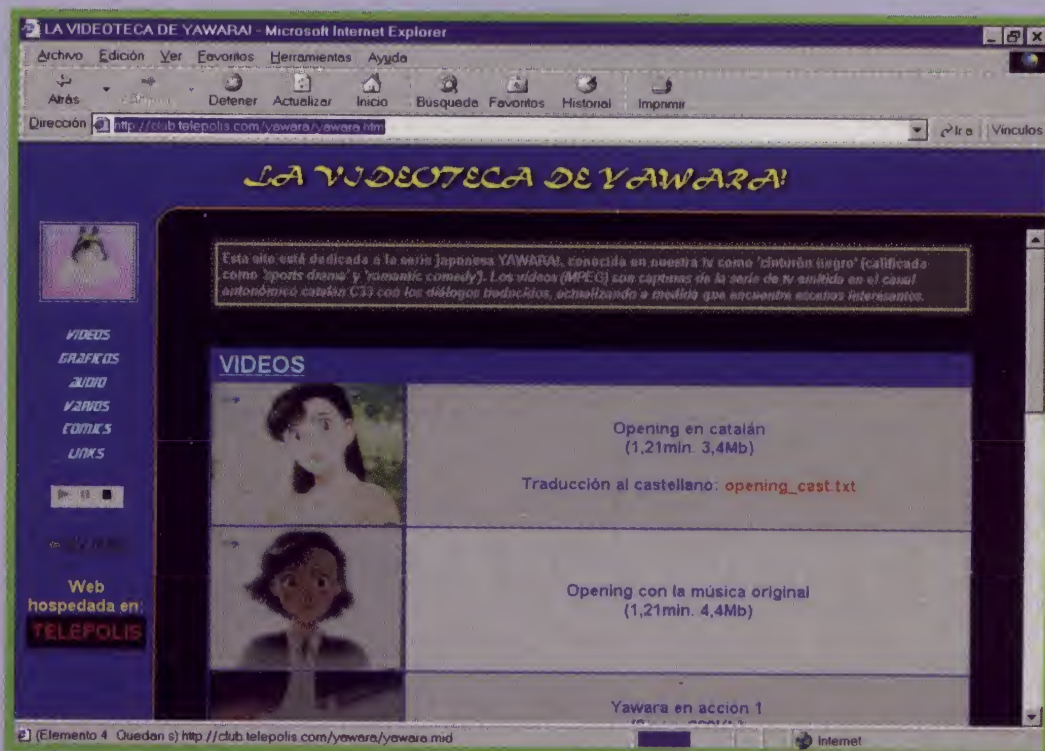 LA VIDEOTECA DE YAWARA! - Microsoft Internet Explorer
Archivo Edición Ver Favoritos Herramientas Ayuda
Atrás Detener Actualizar Inicio Búsqueda Favoritos Historial Imprimir
Dirección http://club.telepolis.com/yawara/yawara.htm Ir a Vínculos
LA VIDEOTECA DE YAWARA!
Esta site está dedicada a la serie japonesa YAWARA!, conocida en nuestra tv como 'cinturón negro' (calificada
como 'sports drama' y 'romantic comedy'). Los vídeos (MPEG) son capturas de la serie de tv emitida en el canal
autonómico catalán C33 con los diálogos traducidos, actualizando a medida que encuentre escenas interesantes.
VIDEOS
GRAFICOS
AUDIO
VARIOS
COMICS
LINKS
Web
hospedada en:
TELEPOLIS
VIDEOS
Opening en catalán
(1,21min. 3,4Mb)
Traducción al castellano: opening_cast.txt
Opening con la música original
(1,21min. 4,4Mb)
Yawara en acción 1
(Elemento 4 Quedan s) http://club.telepolis.com/yawara/yawara.mid Internet